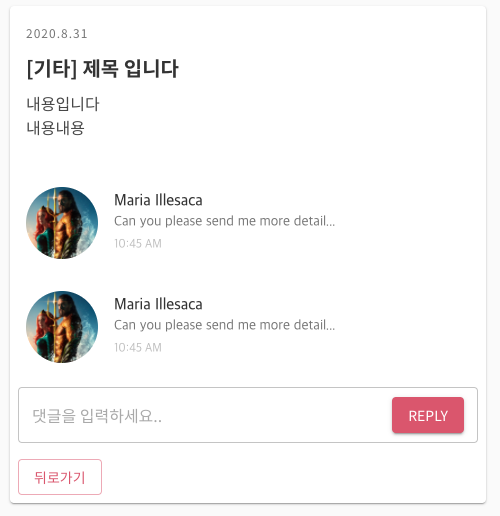 2020.8.31
[기타] 제목 입니다
내용입니다
내용내용
Maria Illesaca
Can you please send me more detail...
10:45 AM
Maria Illesaca
Can you please send me more detail...
10:45 AM
댓글을 입력하세요..
REPLY
뒤로가기